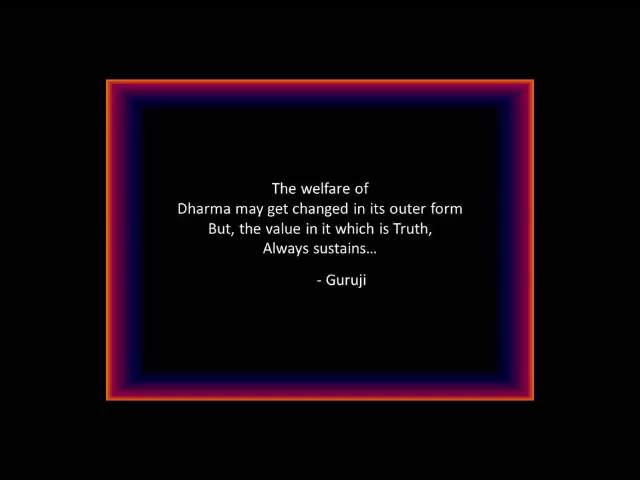 The welfare of
Dharma may get changed in its outer form
But, the value in it which is Truth,
Always sustains...
- Guruji